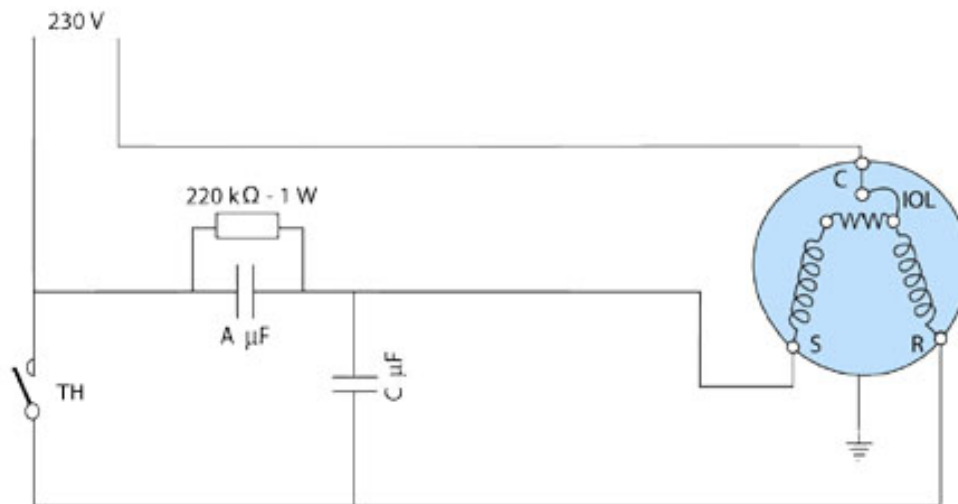 230 V
220 kΩ - 1 W
C
IOL
A µF
S
R
TH
C µF